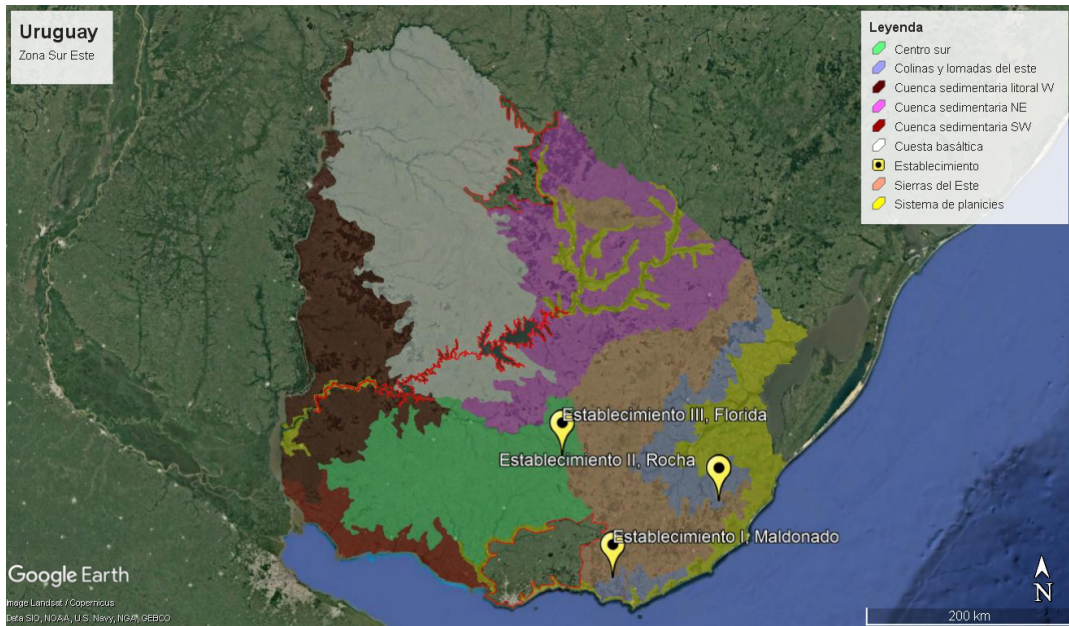 Uruguay
Zona Sur Este
Leyenda
Centro sur
Colinas y lomadas del este
Cuenca sedimentaria litoral W
Cuenca sedimentaria NE
Cuenca sedimentaria SW
Cuesta basáltica
Establecimiento
Sierras del Este
Sistema de planicies
Establecimiento III, Florida
Establecimiento II, Rocha
Establecimiento I, Maldonado
Google Earth
Image Landsat / Copernicus
Data SIO, NOAA, U.S. Navy, NGA, GEBCO
N
200 km